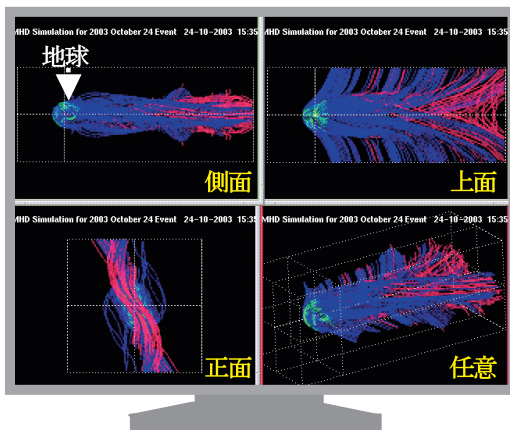 MHD Simulation for 2003 October 24 Event 24-10-2003 15:35
地球
側面
MHD Simulation for 2003 October 24 Event 24-10-2003 15:35
上面
MHD Simulation for 2003 October 24 Event 24-10-2003 15:35
正面
MHD Simulation for 2003 October 24 Event 24-10-2003 15:35
任意